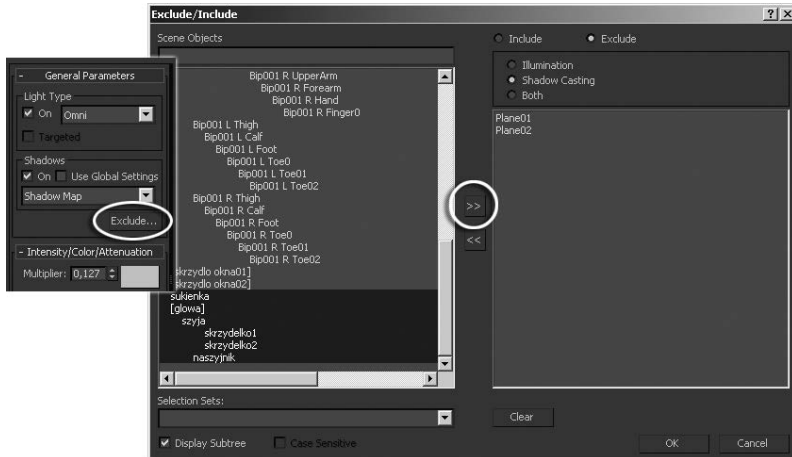 Exclude/Include
Scene Objects
Bip001 R UpperArm
Bip001 R Forearm
Bip001 R Hand
Bip001 R Finger0
Bip001 L Thigh
Bip001 L Calf
Bip001 L Foot
Bip001 L Toe0
Bip001 L Toe01
Bip001 L Toe02
Bip001 R Thigh
Bip001 R Calf
Bip001 R Foot
Bip001 R Toe0
Bip001 R Toe01
Bip001 R Toe02
skrzydlo okna01]
skrzydlo okna02]
sukienka
[glowa]
szyja
skrzydelko1
skrzydelko2
naszyjnik
Selection Sets:
Display Subtree
Case Sensitive
>>
<<
Include
Exclude
Illumination
Shadow Casting
Both
Plane01
Plane02
Clear
OK
Cancel
- General Parameters
Light Type
On Omni
Targeted
Shadows
On Use Global Settings
Shadow Map
Exclude...
- Intensity/Color/Attenuation
Multiplier: 0,127